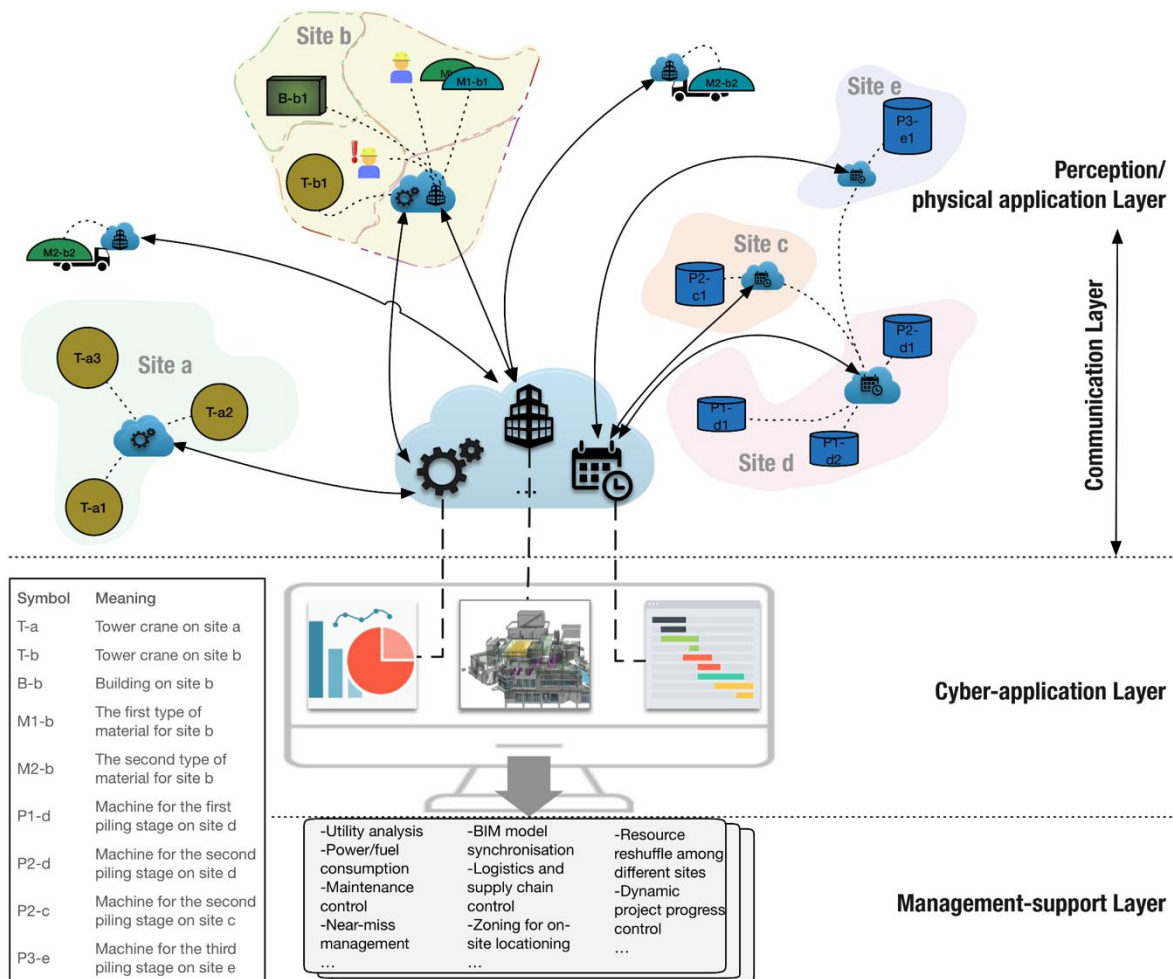 Site b
B-b1
M1-b1
T-b1
M2-b2
M2-b2
Site e
P3-
e1
Perception/
physical application Layer
Site c
P2-
c1
Communication Layer
Site a
T-a3
T-a2
T-a1
P2-
d1
P1-
d1
P1-
d2
Site d
...
Symbol Meaning
T-a Tower crane on site a
T-b Tower crane on site b
B-b Building on site b
M1-b The first type of
material for site b
M2-b The second type of
material for site b
P1-d Machine for the first
piling stage on site d
P2-d Machine for the second
piling stage on site d
P2-c Machine for the second
piling stage on site c
P3-e Machine for the third
piling stage on site e
Cyber-application Layer
-Utility analysis
-Power/fuel
consumption
-Maintenance
control
-Near-miss
management
...
-BIM model
synchronisation
-Logistics and
supply chain
control
-Zoning for on-
site locationing
...
-Resource
reshuffle among
different sites
-Dynamic
project progress
control
...
Management-support Layer